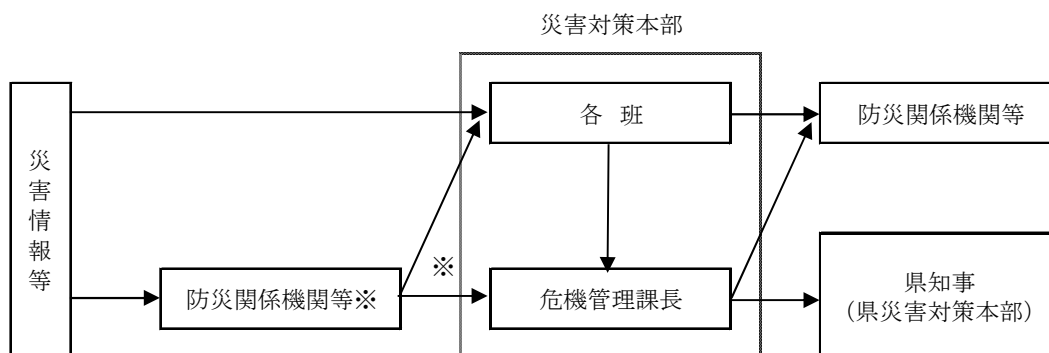 災害対策本部
災害情報等
各 班
防災関係機関等
防災関係機関等※
※
危機管理課長
県知事
（県災害対策本部）